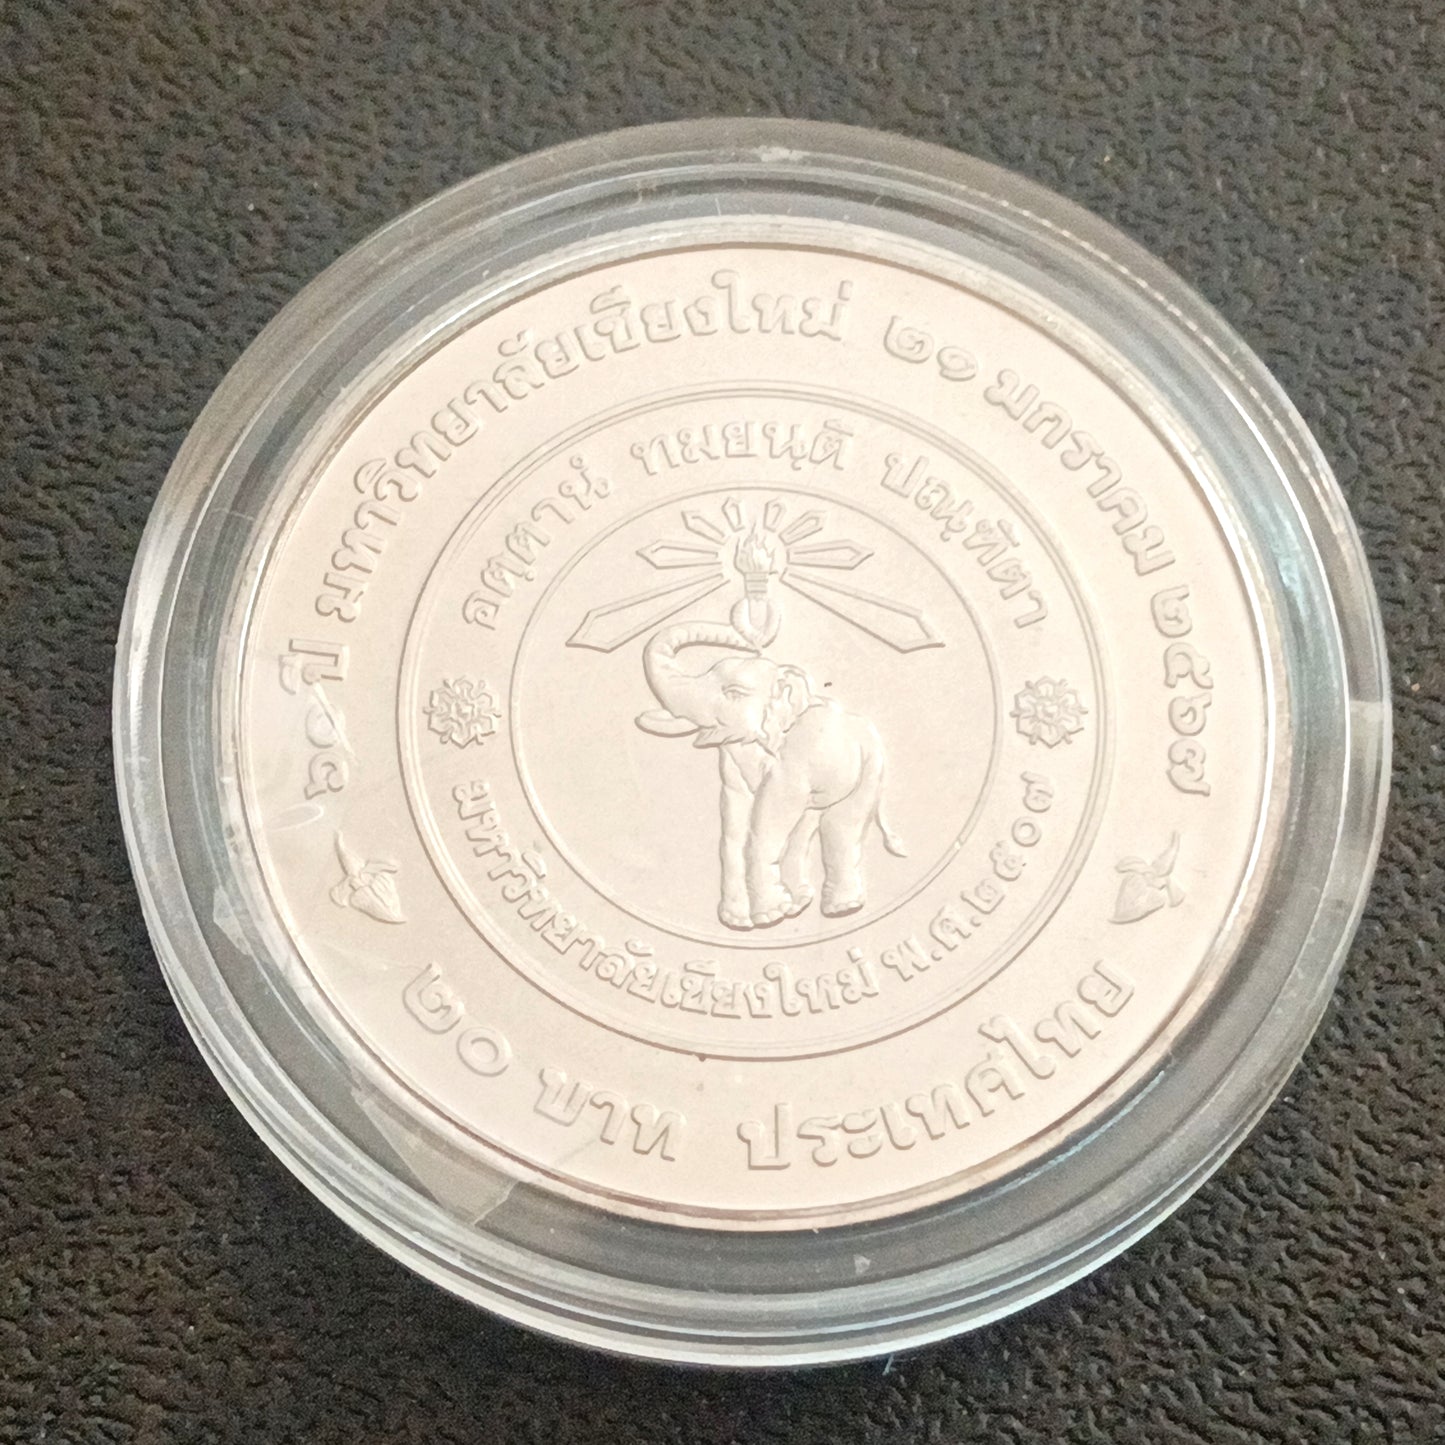 ๖๐ ปี มหาวิทยาลัยเชียงใหม่ ๒๑ มกราคม ๒๕๖๗
อตฺตานํ ทมยนฺติ ปณฺฑิตา
มหาวิทยาลัยเชียงใหม่ พ.ศ.๒๕๐๗
๒๐ บาท ประเทศไทย